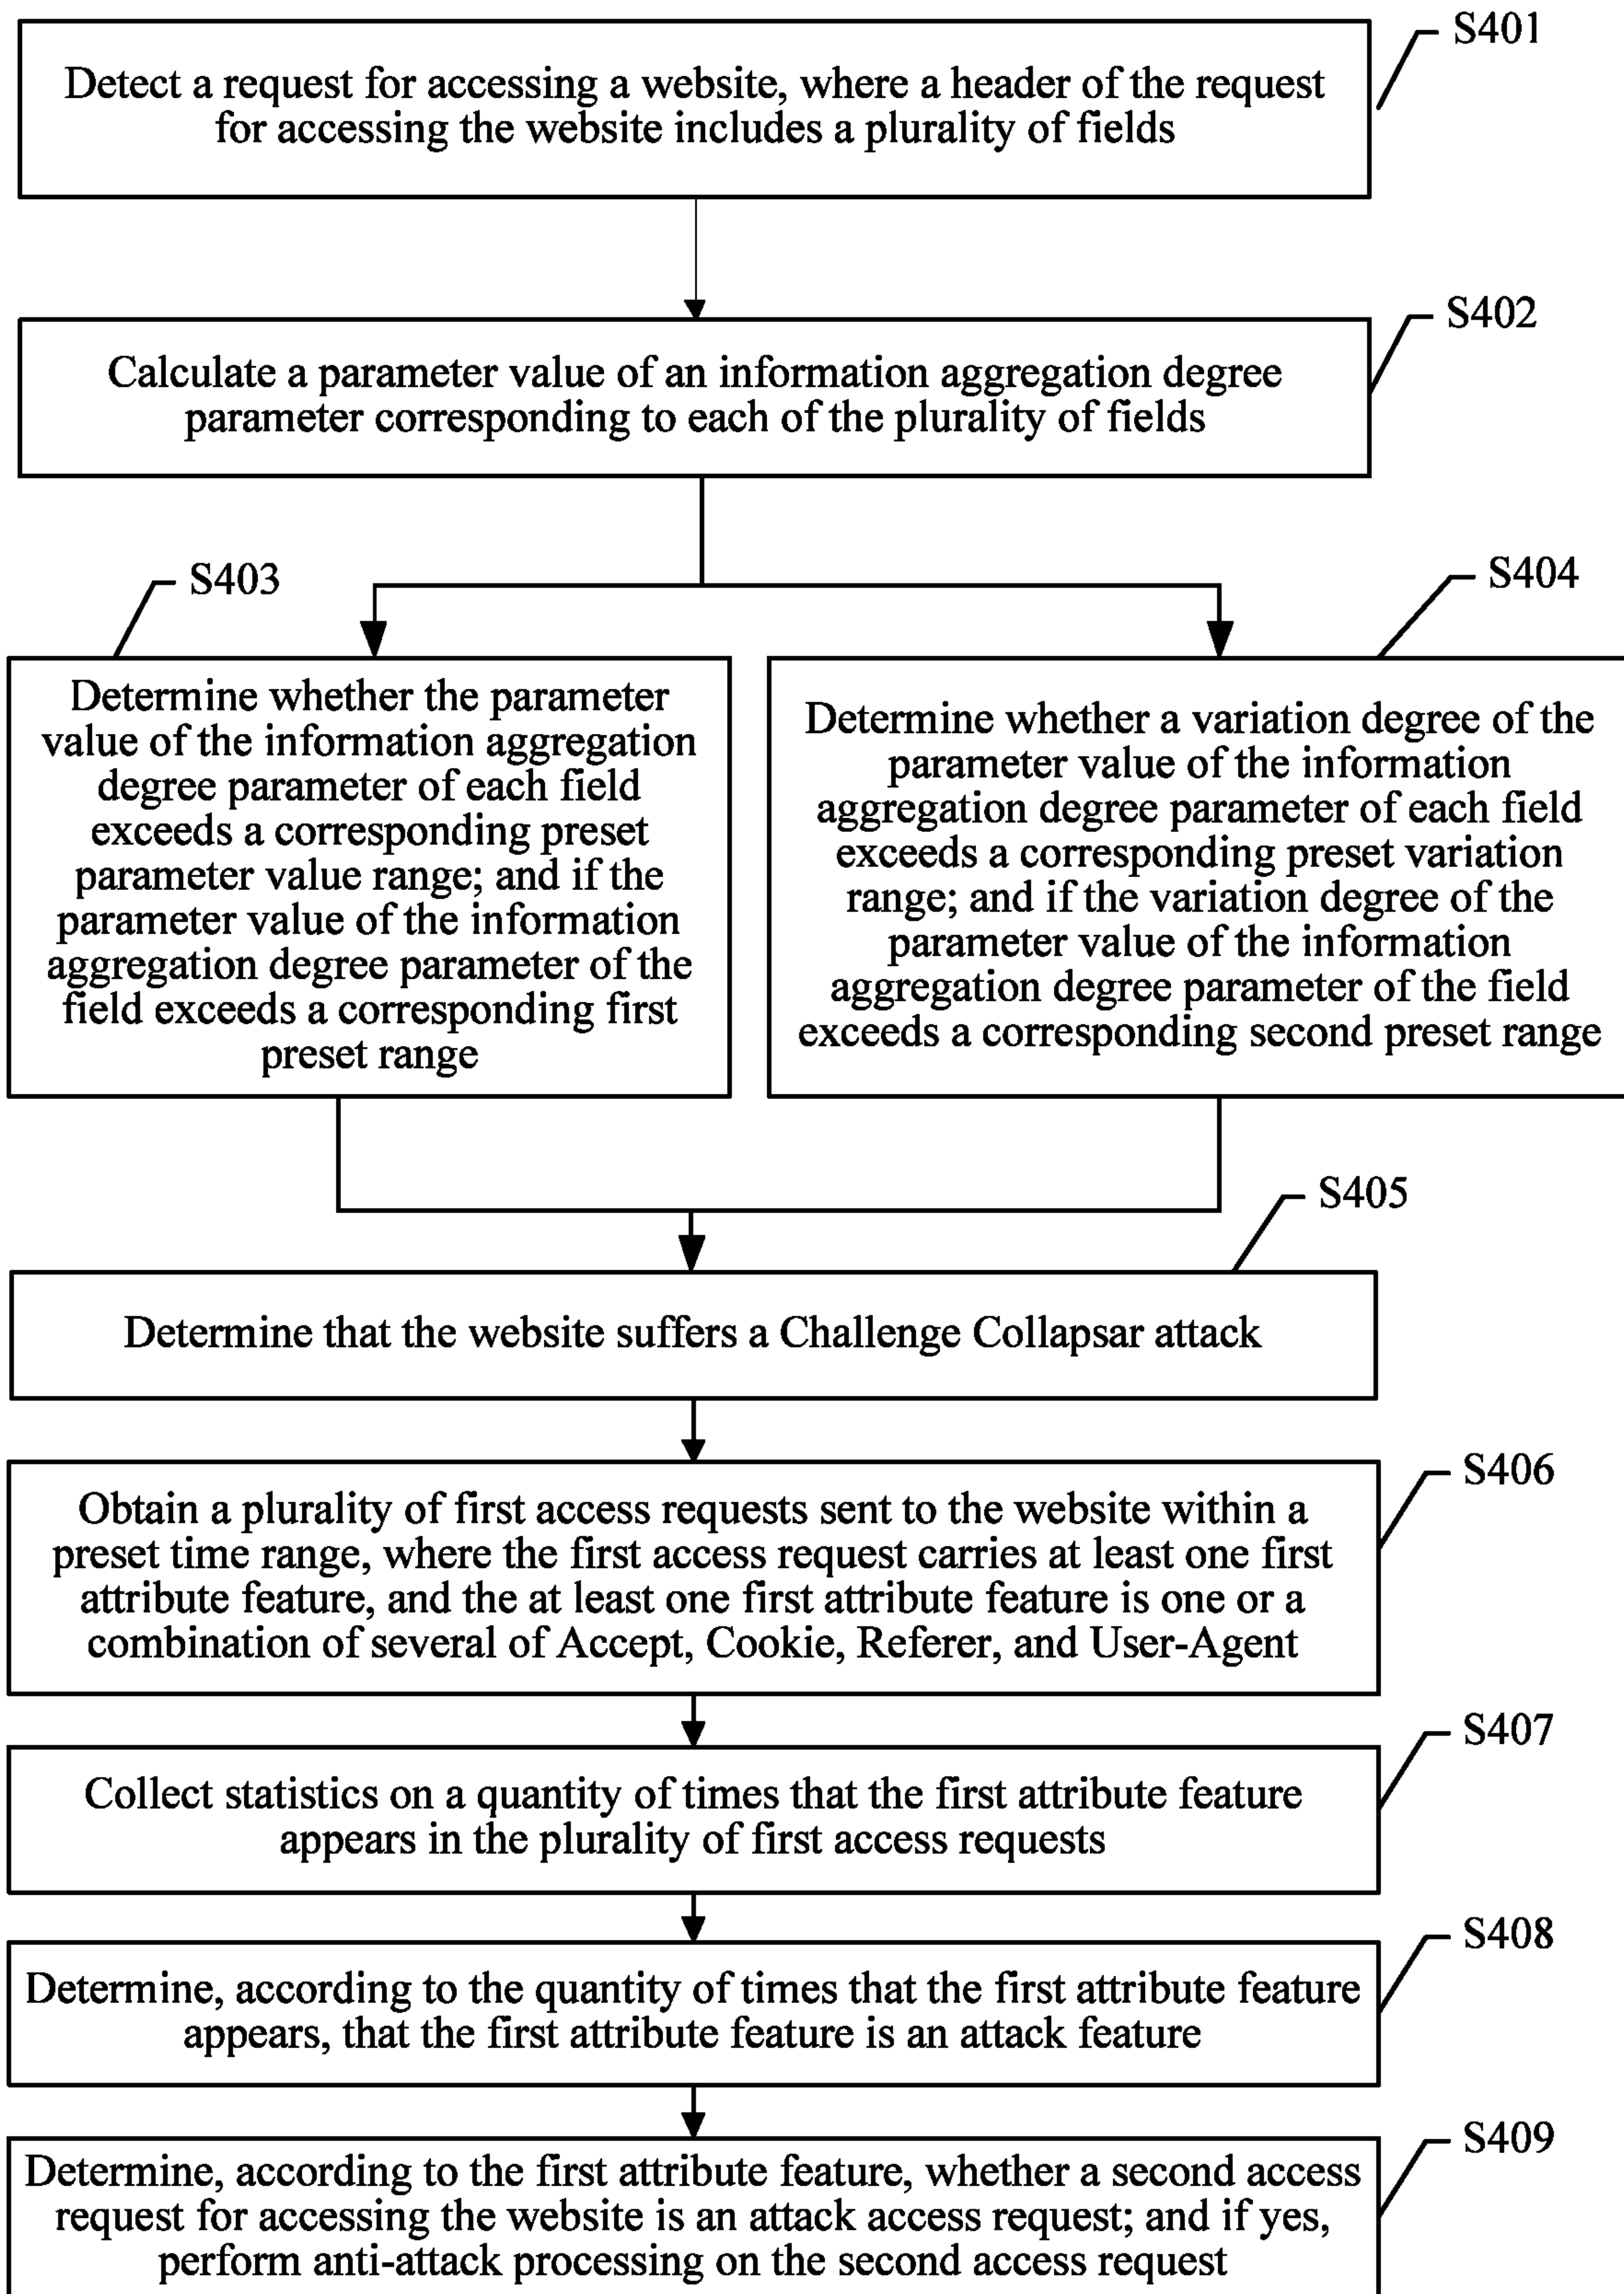 S401
Detect a request for accessing a website, where a header of the request
for accessing the website includes a plurality of fields
S402
Calculate a parameter value of an information aggregation degree
parameter corresponding to each of the plurality of fields
S403
Determine whether the parameter
value of the information aggregation
degree parameter of each field
exceeds a corresponding preset
parameter value range; and if the
parameter value of the information
aggregation degree parameter of the
field exceeds a corresponding first
preset range
S404
Determine whether a variation degree of the
parameter value of the information
aggregation degree parameter of each field
exceeds a corresponding preset variation
range; and if the variation degree of the
parameter value of the information
aggregation degree parameter of the field
exceeds a corresponding second preset range
S405
Determine that the website suffers a Challenge Collapsar attack
S406
Obtain a plurality of first access requests sent to the website within a
preset time range, where the first access request carries at least one first
attribute feature, and the at least one first attribute feature is one or a
combination of several of Accept, Cookie, Referer, and User-Agent
S407
Collect statistics on a quantity of times that the first attribute feature
appears in the plurality of first access requests
S408
Determine, according to the quantity of times that the first attribute feature
appears, that the first attribute feature is an attack feature
S409
Determine, according to the first attribute feature, whether a second access
request for accessing the website is an attack access request; and if yes,
perform anti-attack processing on the second access request